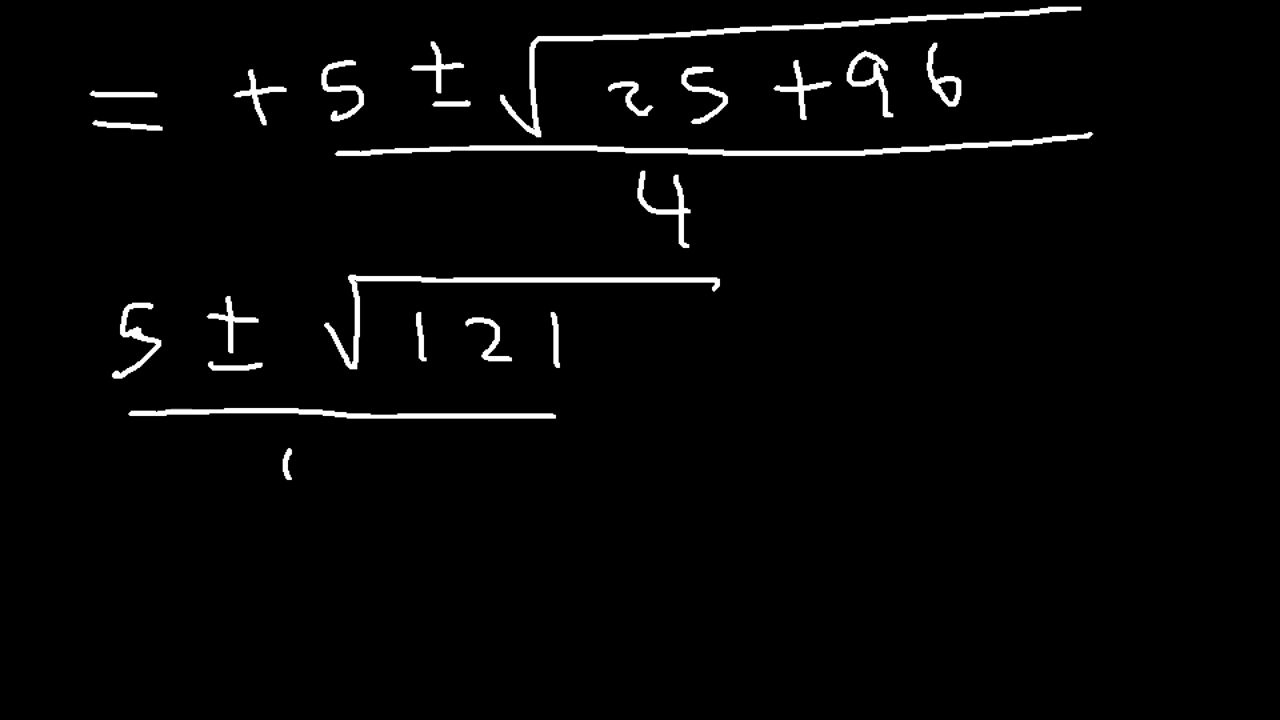 = +5 ± √25+96
4
5 ± √121